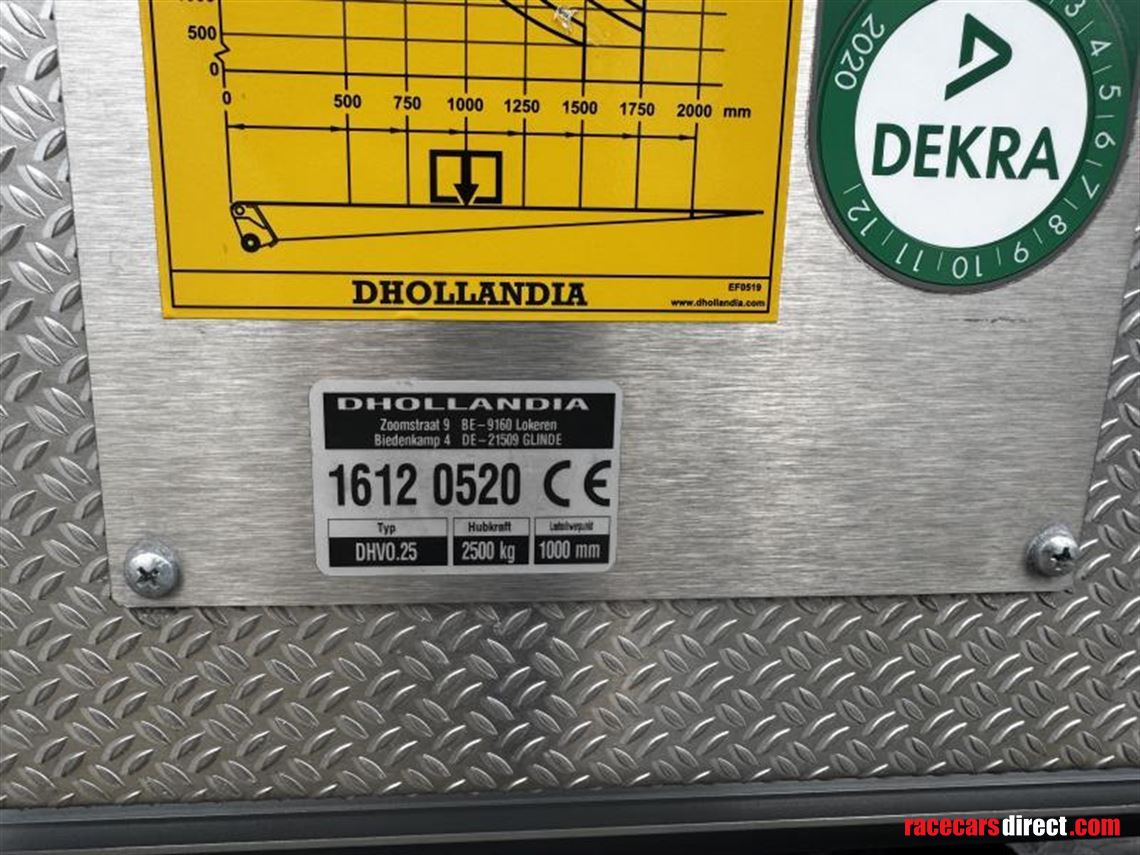 500
0
0 500 750 1000 1250 1500 1750 2000 mm
DHOLLANDIA
EF0519
www.dhollandia.com
2020
3 4 5 6 7 8 9 10 11 12
DEKRA
DHOLLANDIA
Zoomstraat 9 BE-9160 Lokeren
Biedenkamp 4 DE-21509 GLINDE
1612 0520 CE
Typ Hubkraft
DHVO.25 2500 kg 1000 mm
racecarsdirect.com